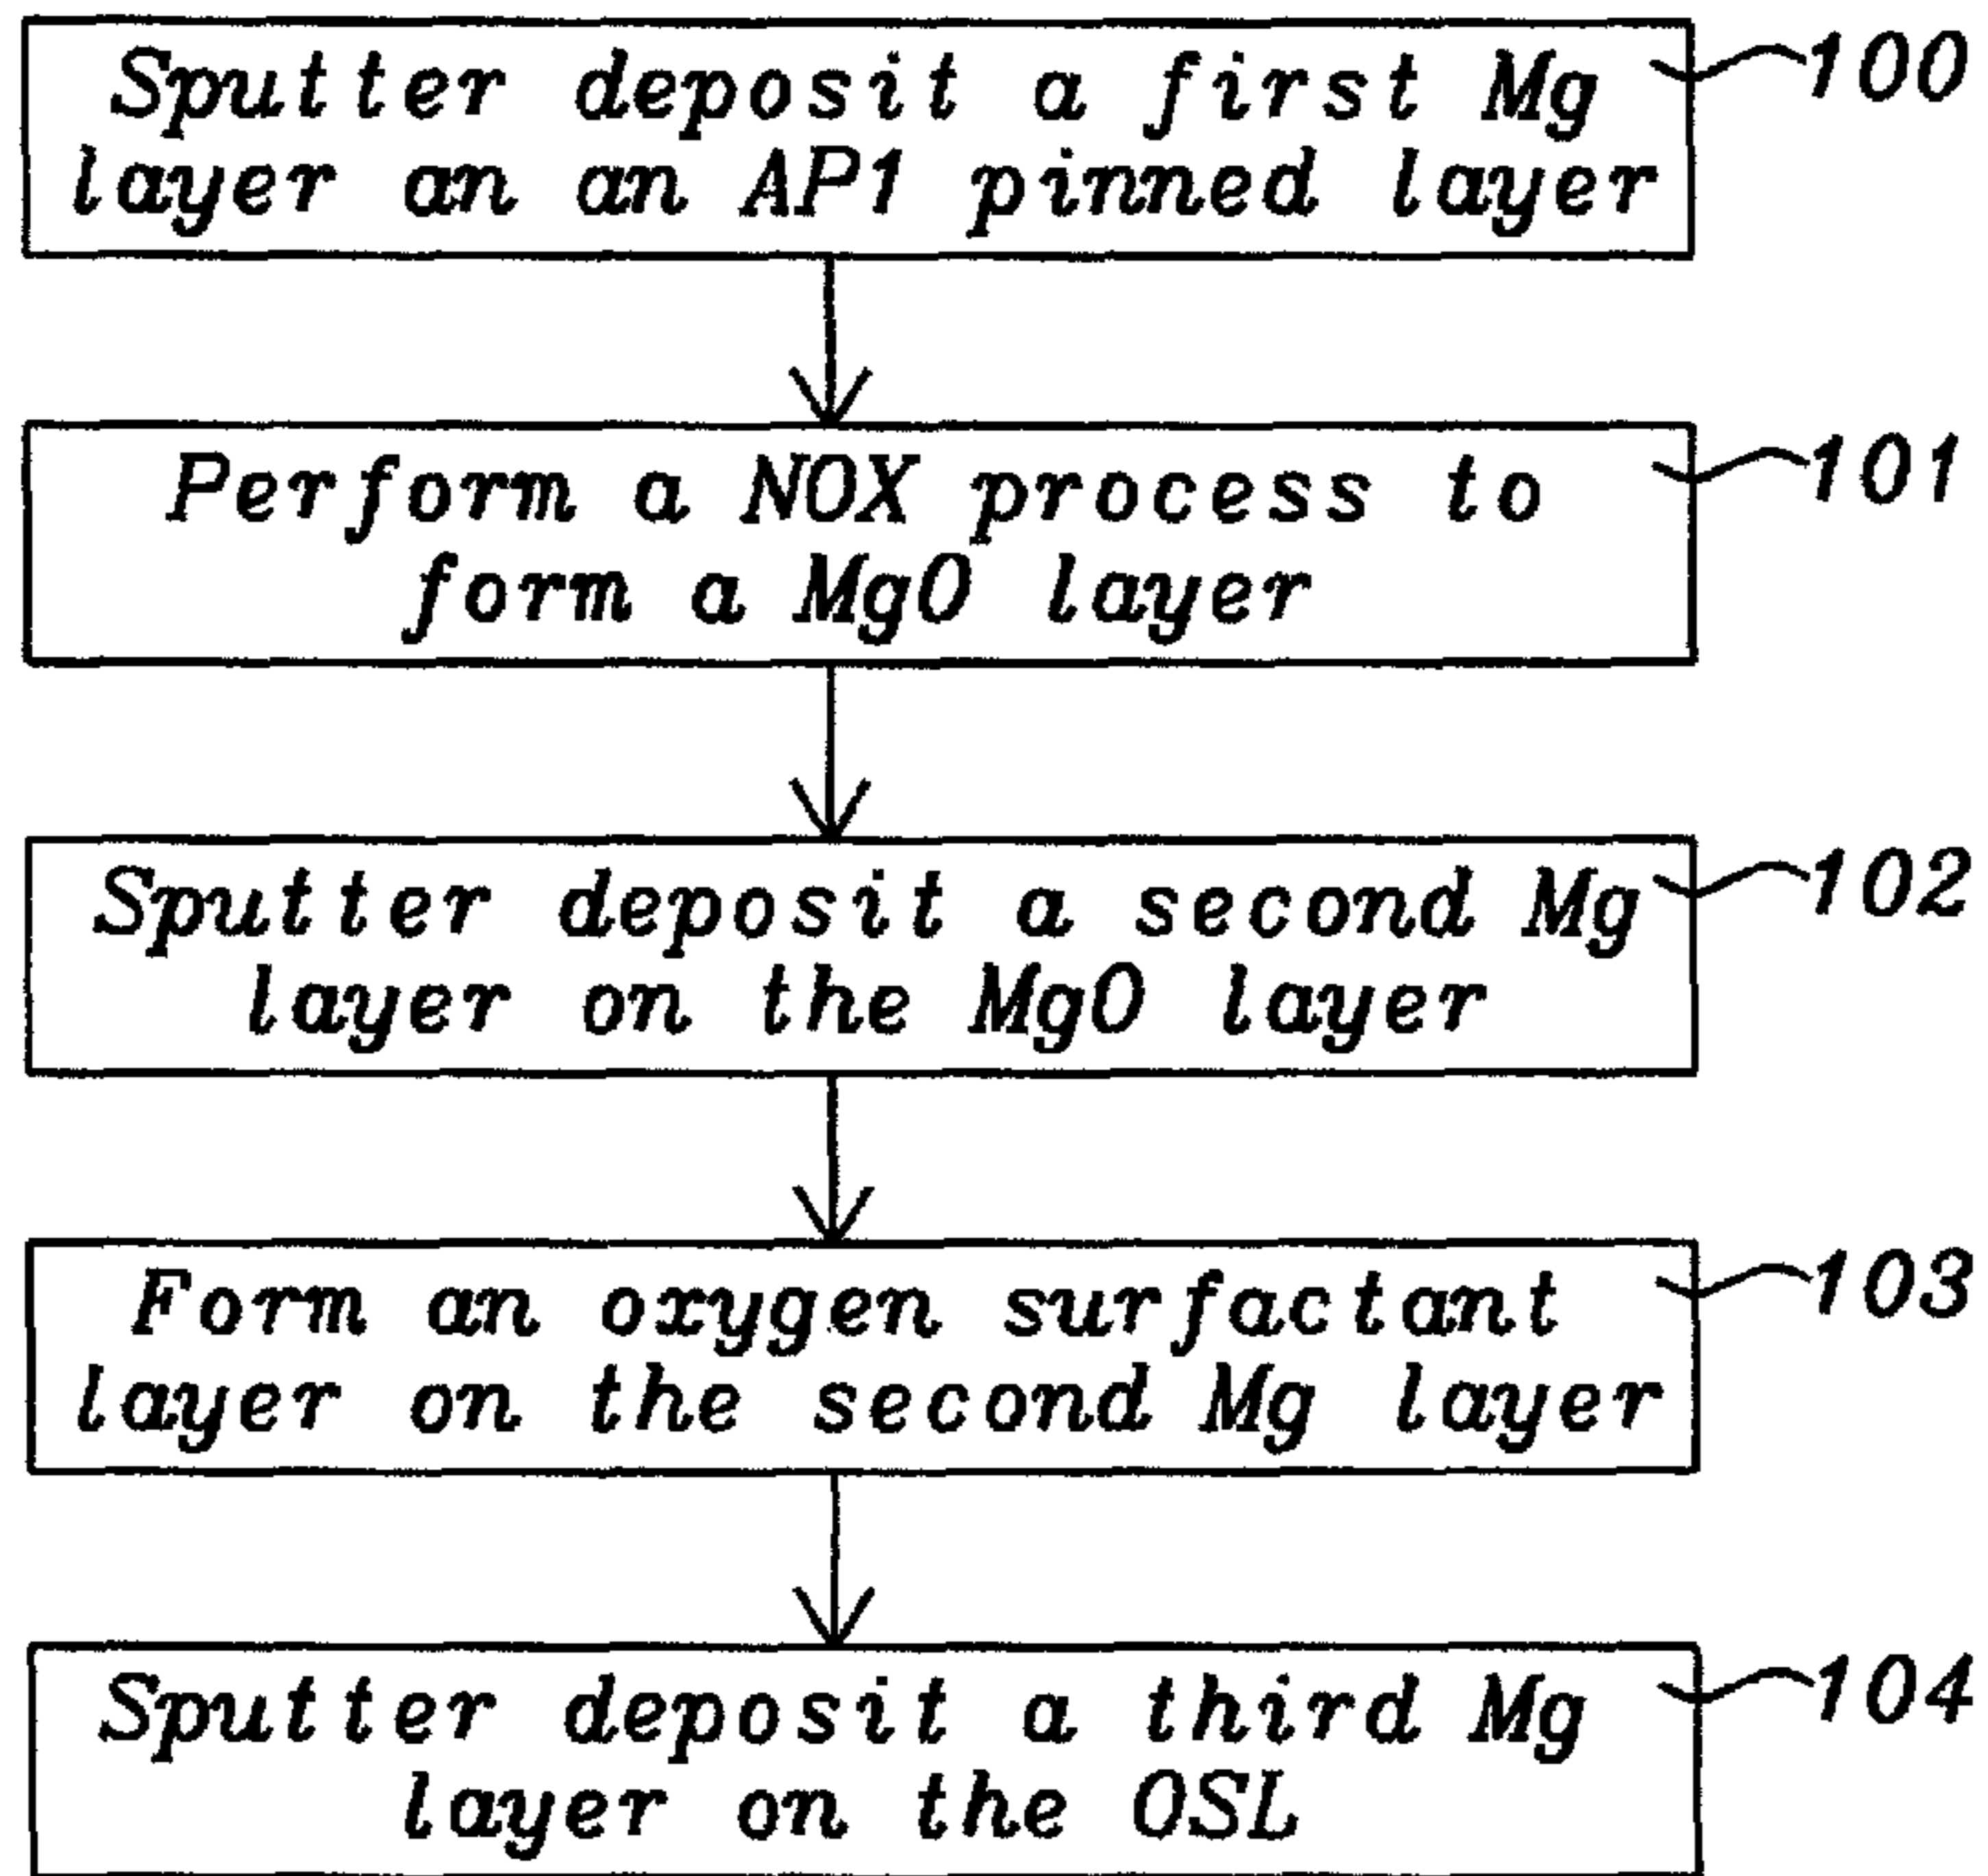 Sputter deposit a first Mg
layer an an AP1 pinned layer
100
Perform a NOX process to
form a MgO layer
101
Sputter deposit a second Mg
layer on the MgO layer
102
Form an oxygen surfactant
layer on the second Mg layer
103
Sputter deposit a third Mg
layer on the OSL
104